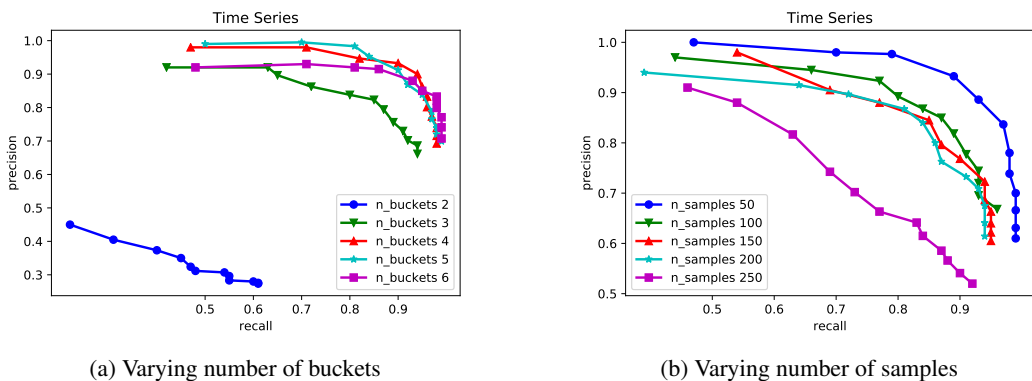 Time Series
1.0
0.9
0.8
0.7
0.6
0.5
0.4
0.3
precision
n_buckets 2
n_buckets 3
n_buckets 4
n_buckets 5
n_buckets 6
0.5 0.6 0.7 0.8 0.9
recall
(a) Varying number of buckets
Time Series
1.0
0.9
0.8
0.7
0.6
0.5
precision
n_samples 50
n_samples 100
n_samples 150
n_samples 200
n_samples 250
0.4 0.5 0.6 0.7 0.8 0.9
recall
(b) Varying number of samples